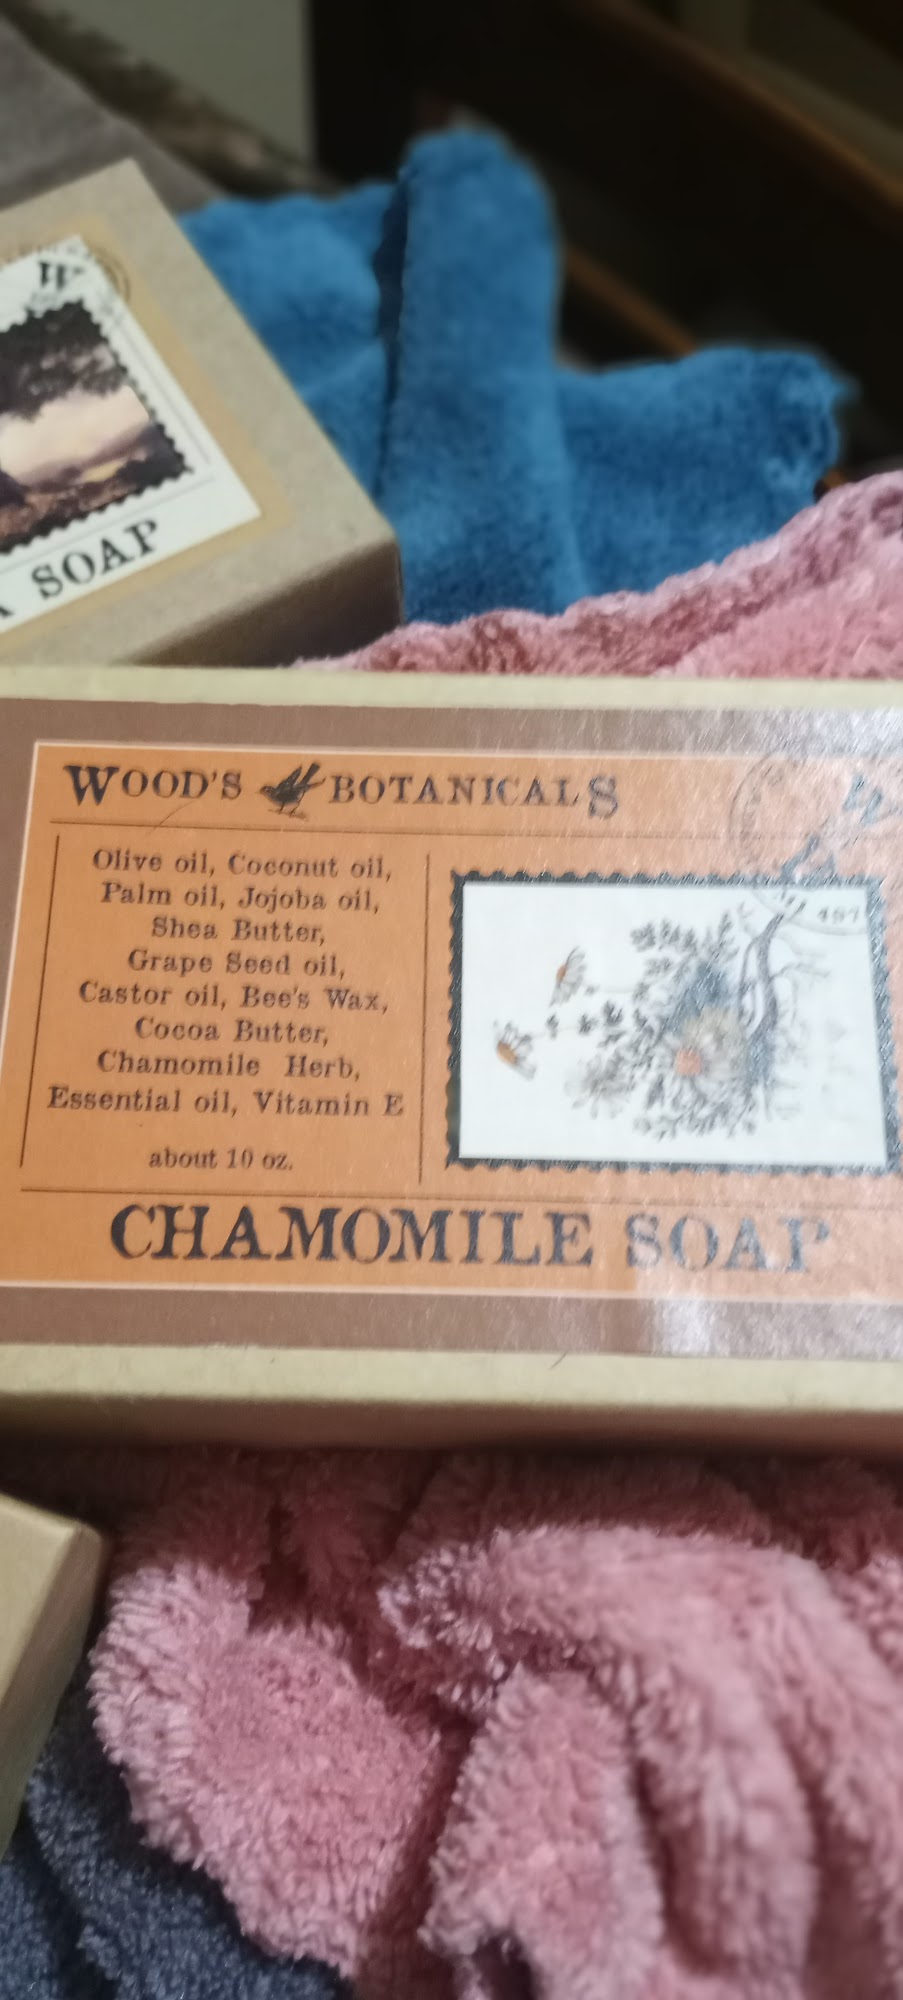 W
SOAP
WOOD'S BOTANICALS
Olive oil, Coconut oil,
Palm oil, Jojoba oil,
Shea Butter,
Grape Seed oil,
Castor oil, Bee's Wax,
Cocoa Butter,
Chamomile Herb,
Essential oil, Vitamin E
about 10 oz.
CHAMOMILE SOAP